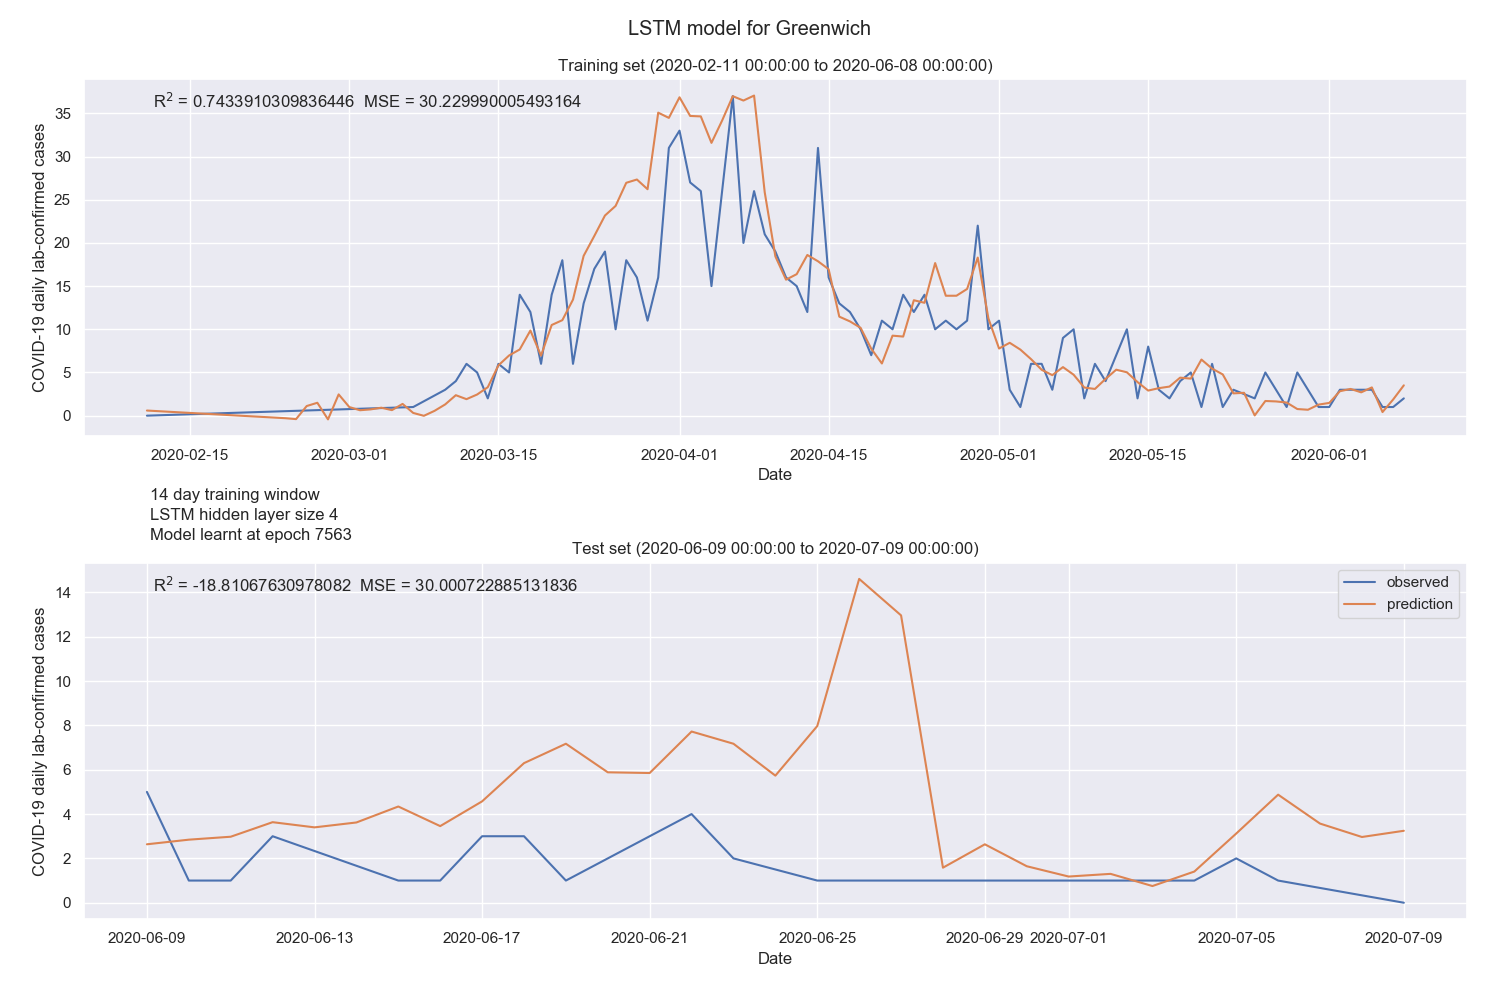 LSTM model for Greenwich
Training set (2020-02-11 00:00:00 to 2020-06-08 00:00:00)
R² = 0.7433910309836446 MSE = 30.229990005493164
COVID-19 daily lab-confirmed cases
35
30
25
20
15
10
5
0
2020-02-15 2020-03-01 2020-03-15 2020-04-01 2020-04-15 2020-05-01 2020-05-15 2020-06-01
Date
14 day training window
LSTM hidden layer size 4
Model learnt at epoch 7563
Test set (2020-06-09 00:00:00 to 2020-07-09 00:00:00)
R² = -18.81067630978082 MSE = 30.000722885131836
observed
prediction
COVID-19 daily lab-confirmed cases
14
12
10
8
6
4
2
0
2020-06-09 2020-06-13 2020-06-17 2020-06-21 2020-06-25 2020-06-29 2020-07-01 2020-07-05 2020-07-09
Date